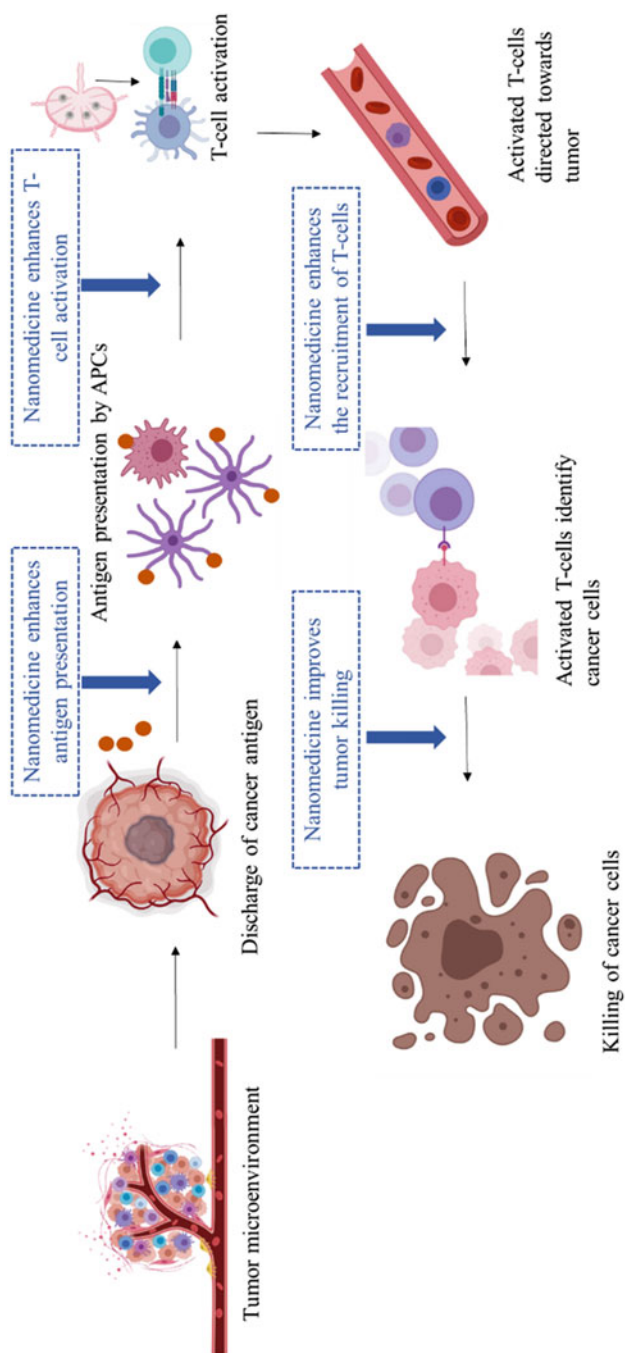 Tumor microenvironment
Discharge of cancer antigen
Nanomedicine enhances
antigen presentation
Antigen presentation by APCs
Nanomedicine enhances T-
cell activation
T-cell activation
Activated T-cells
directed towards
tumor
Nanomedicine enhances
the recruitment of T-cells
Activated T-cells identify
cancer cells
Nanomedicine improves
tumor killing
Killing of cancer cells